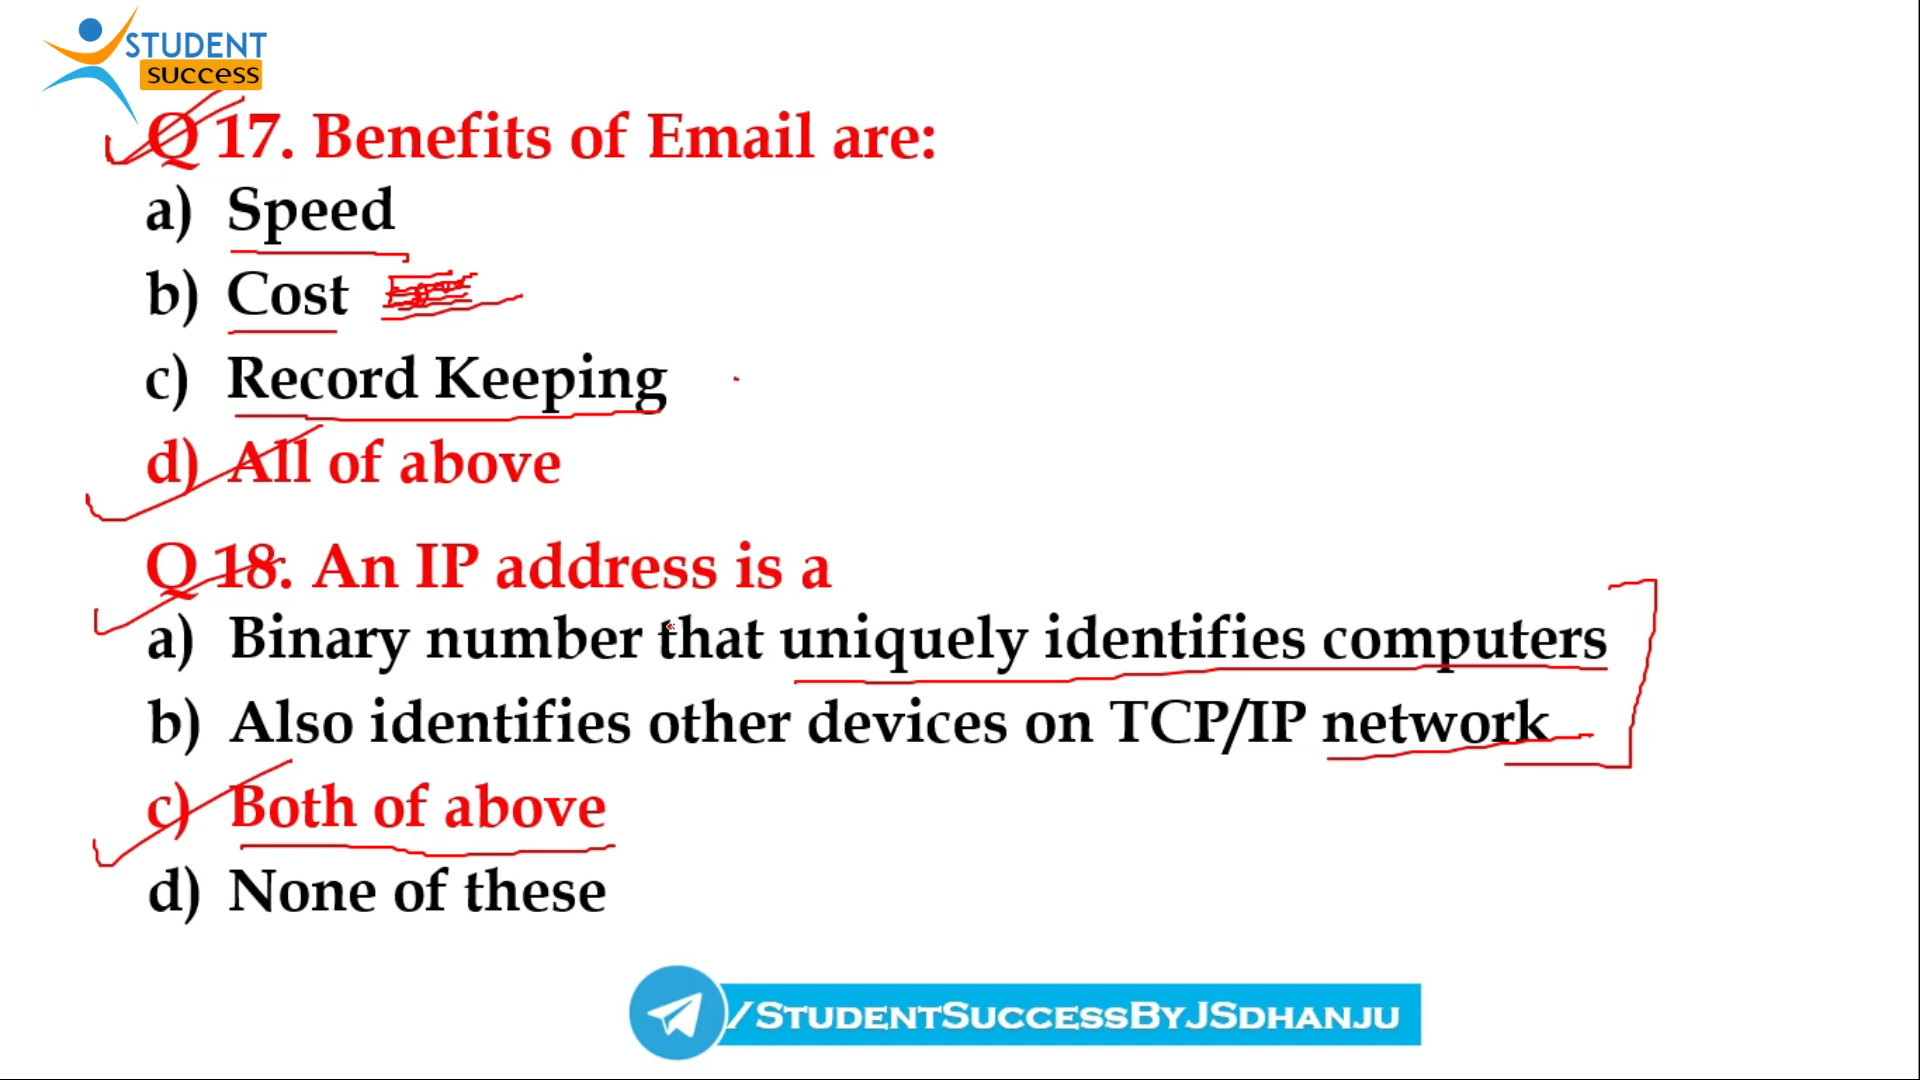 STUDENT
success
Q 17. Benefits of Email are:
a) Speed
b) Cost
c) Record Keeping
d) All of above
Q 18. An IP address is a
a) Binary number that uniquely identifies computers
b) Also identifies other devices on TCP/IP network
c) Both of above
d) None of these
/StudentSuccessByJSdhanju